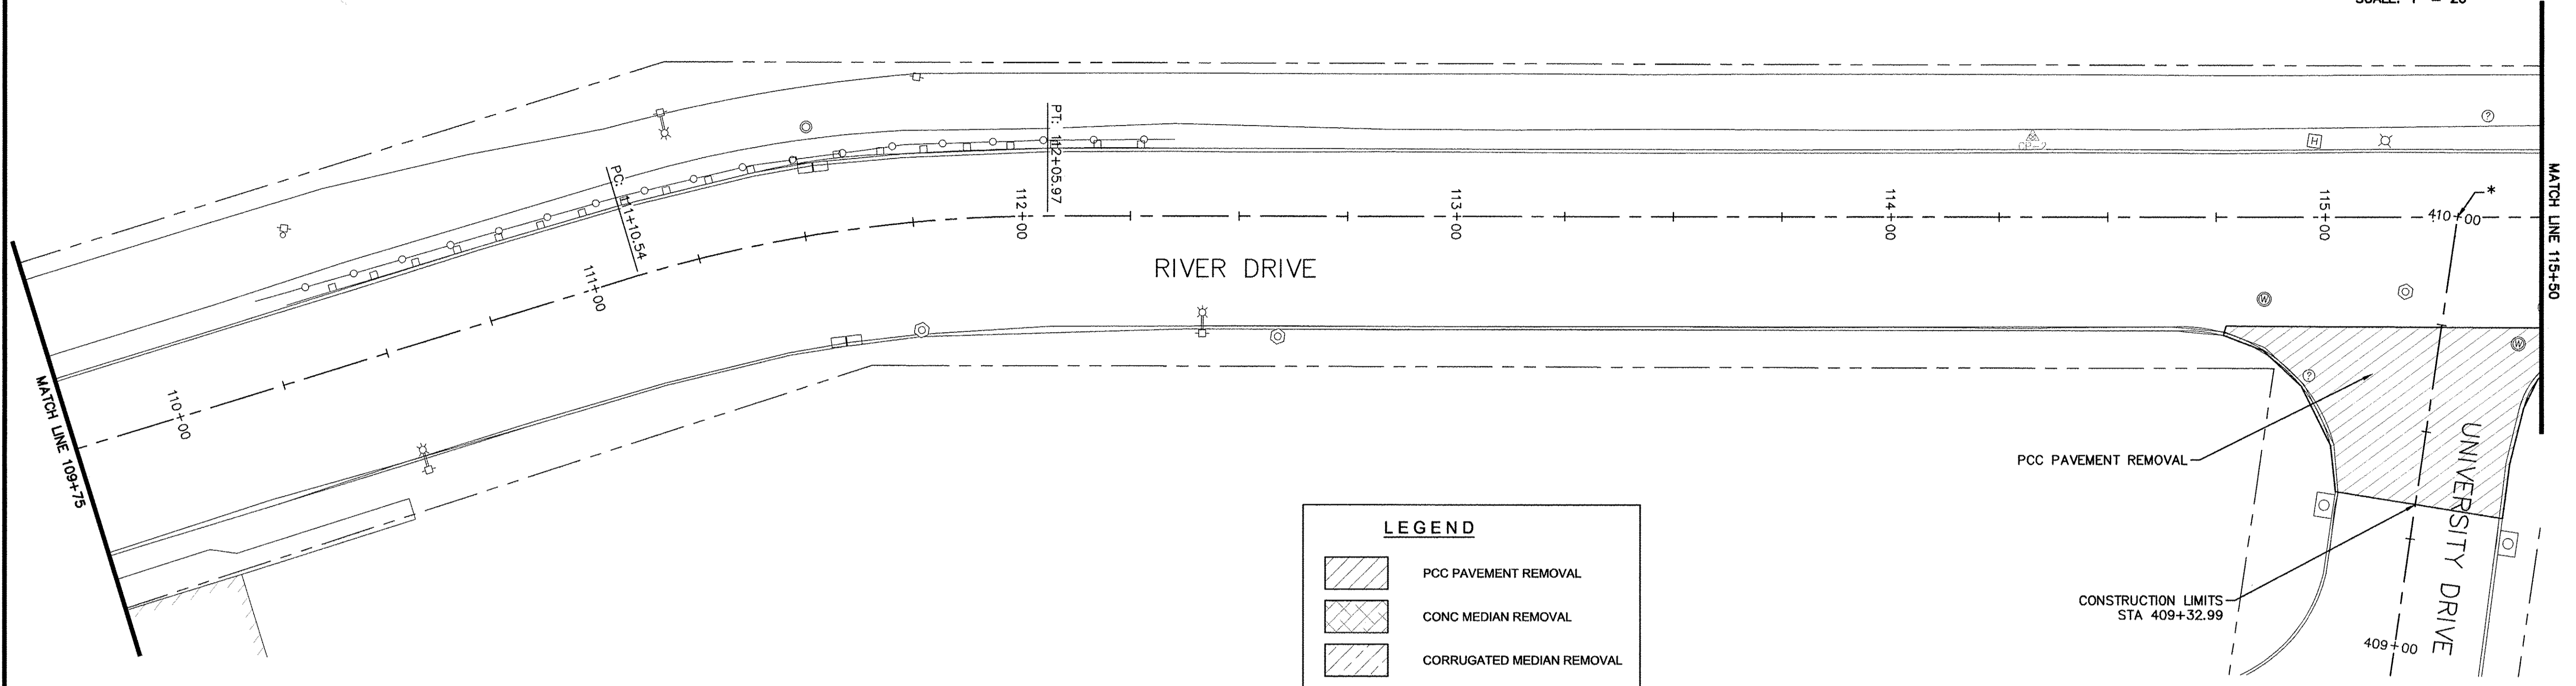 PT: 112+05.97
PC: 111+10.54
H
?
MATCH LINE 115+50
*
110+00
111+00
112+00
113+00
114+00
115+00
410+00
RIVER DRIVE
W
W
?
MATCH LINE 109+75
PCC PAVEMENT REMOVAL
UNIVERSITY DRIVE
CONSTRUCTION LIMITS
STA 409+32.99
409+00
LEGEND
PCC PAVEMENT REMOVAL
CONC MEDIAN REMOVAL
CORRUGATED MEDIAN REMOVAL